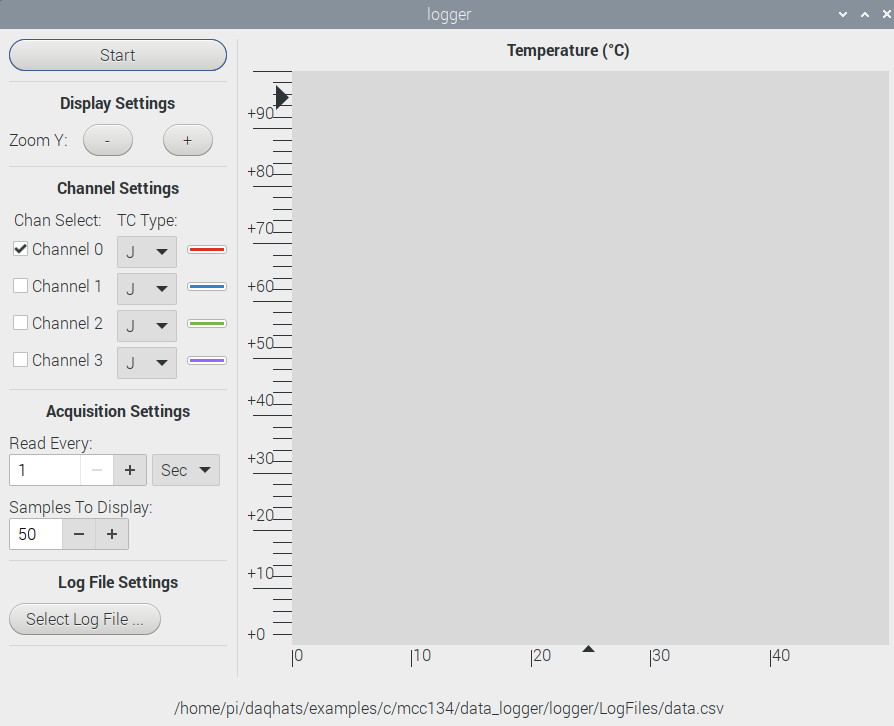 logger
Start
Display Settings
Zoom Y: - +
Channel Settings
Chan Select: TC Type:
Channel 0 J
Channel 1 J
Channel 2 J
Channel 3 J
Acquisition Settings
Read Every:
1 − + Sec
Samples To Display:
50 − +
Log File Settings
Select Log File ...
Temperature (°C)
+90
+80
+70
+60
+50
+40
+30
+20
+10
+0
0 10 20 30 40
/home/pi/daqhats/examples/c/mcc134/data_logger/logger/LogFiles/data.csv